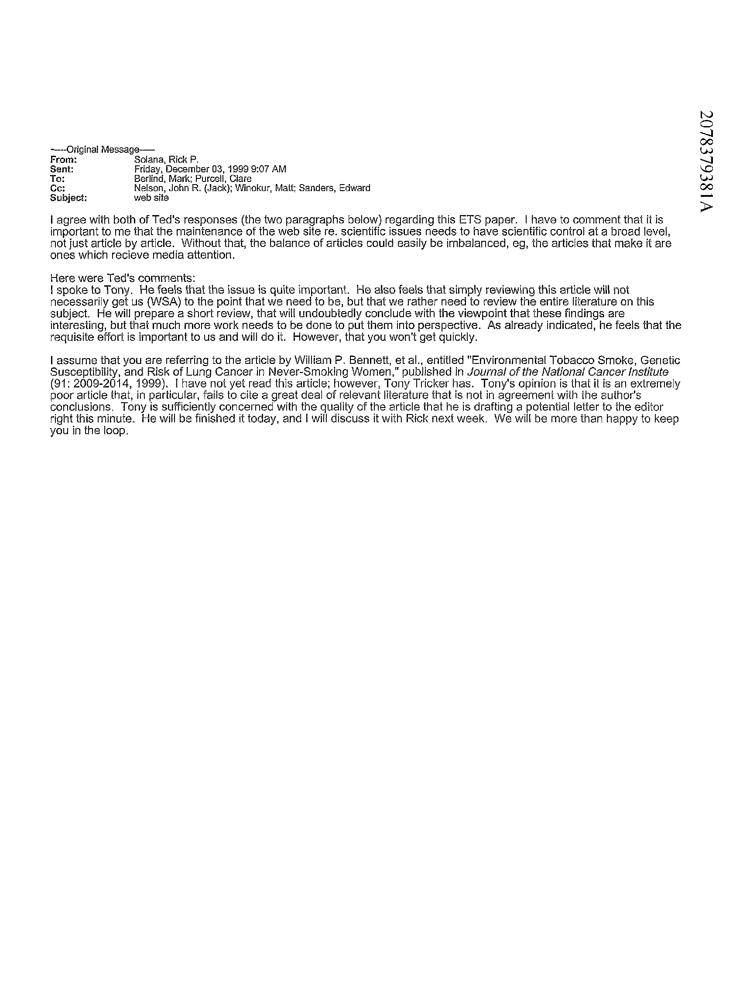 -----Original Message-----
From: Solana, Rick P.
Sent: Friday, December 03, 1999 9:07 AM
To: Berlind, Mark; Purcell, Clare
Cc: Nelson, John R. (Jack); Winokur, Matt; Sanders, Edward
Subject: web site
I agree with both of Ted's responses (the two paragraphs below) regarding this ETS paper. I have to comment that it is
important to me that the maintenance of the web site re. scientific issues needs to have scientific control at a broad level,
not just article by article. Without that, the balance of articles could easily be imbalanced, eg, the articles that make it are
ones which recieve media attention.
Here were Ted's comments:
I spoke to Tony. He feels that the issue is quite important. He also feels that simply reviewing this article will not
necessarily get us (WSA) to the point that we need to be, but that we rather need to review the entire literature on this
subject. He will prepare a short review, that will undoubtedly conclude with the viewpoint that these findings are
interesting, but that much more work needs to be done to put them into perspective. As already indicated, he feels that the
requisite effort is important to us and will do it. However, that you won't get quickly.
I assume that you are referring to the article by William P. Bennett, et al., entitled "Environmental Tobacco Smoke, Genetic
Susceptibility, and Risk of Lung Cancer in Never-Smoking Women," published in Journal of the National Cancer Institute
(91: 2009-2014, 1999). I have not yet read this article; however, Tony Tricker has. Tony's opinion is that it is an extremely
poor article that, in particular, fails to cite a great deal of relevant literature that is not in agreement with the author's
conclusions. Tony is sufficiently concerned with the quality of the article that he is drafting a potential letter to the editor
right this minute. He will be finished it today, and I will discuss it with Rick next week. We will be more than happy to keep
you in the loop.
2078379381A